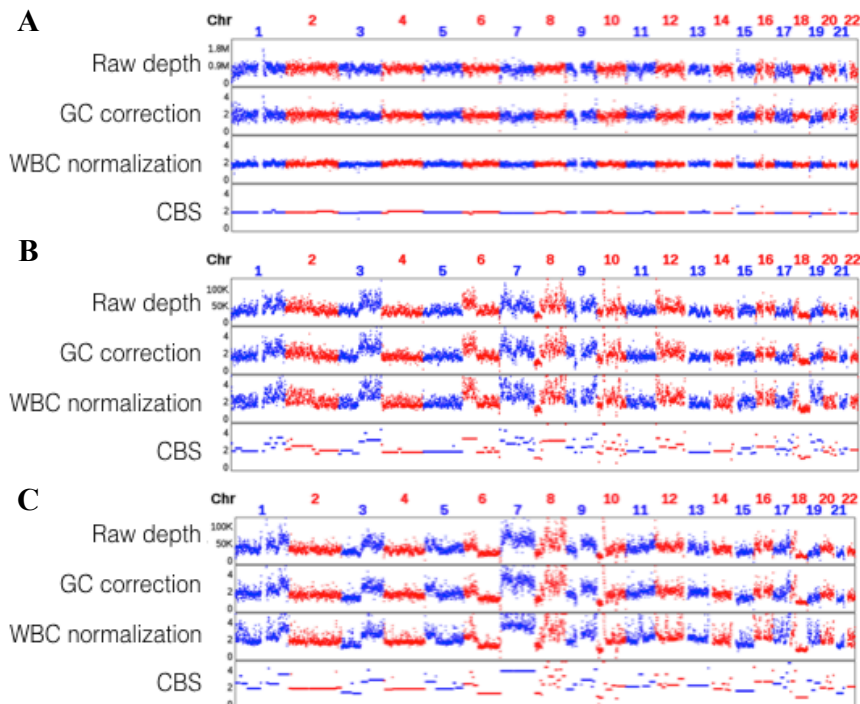 A
Chr 2 4 6 8 10 12 14 16 18 20 22
1 3 5 7 9 11 13 15 17 19 21
Raw depth
1.8M
0.9M
0
GC correction
4
2
0
WBC normalization
4
2
0
CBS
4
2
0
B
Chr 2 4 6 8 10 12 14 16 18 20 22
1 3 5 7 9 11 13 15 17 19 21
Raw depth
100K
50K
0
GC correction
4
2
0
WBC normalization
4
2
0
CBS
4
2
0
C
Chr 2 4 6 8 10 12 14 16 18 20 22
1 3 5 7 9 11 13 15 17 19 21
Raw depth
100K
50K
0
GC correction
4
2
0
WBC normalization
4
2
0
CBS
4
2
0